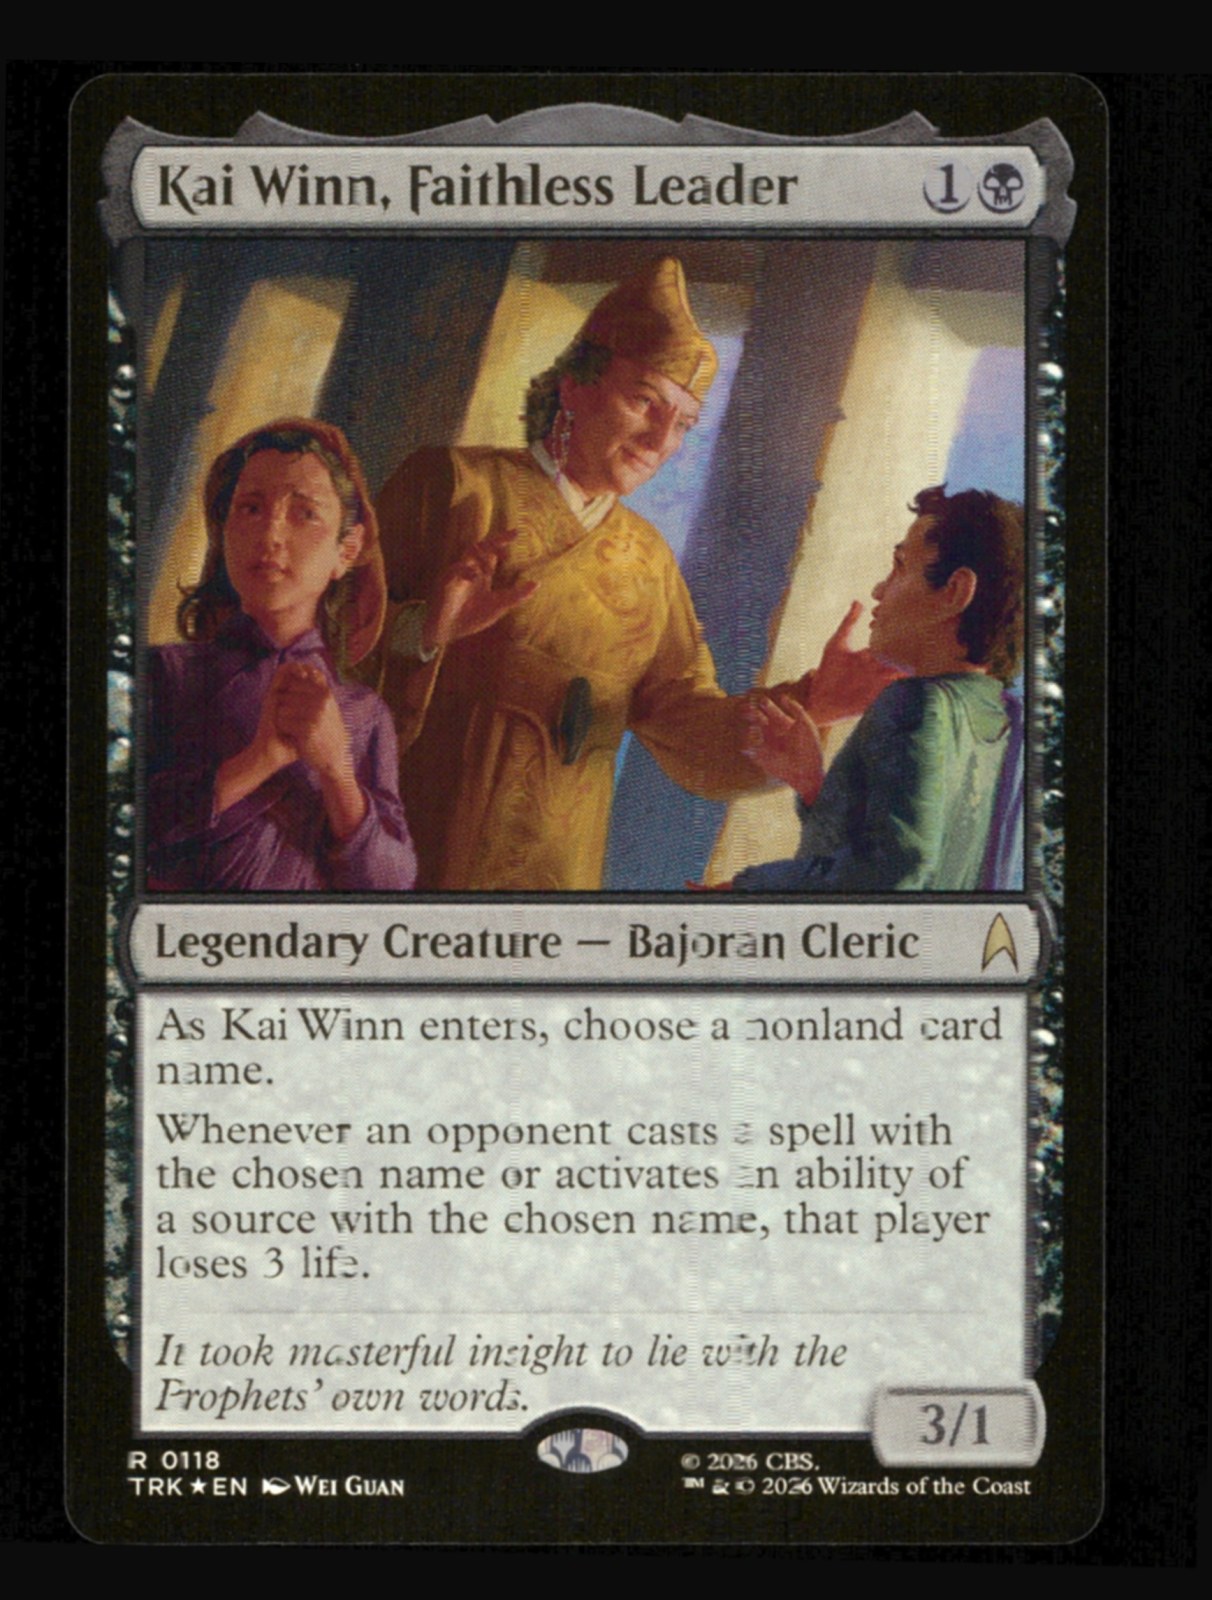 Kai Winn, Faithless Leader 1
Legendary Creature — Bajoran Cleric
As Kai Winn enters, choose a nonland card
name.
Whenever an opponent casts a spell with
the chosen name or activates an ability of
a source with the chosen name, that player
loses 3 life.
It took masterful insight to lie with the
Prophets' own words.
3/1
R 0118
TRK★EN WEI GUAN
© 2026 CBS.
™ & © 2026 Wizards of the Coast